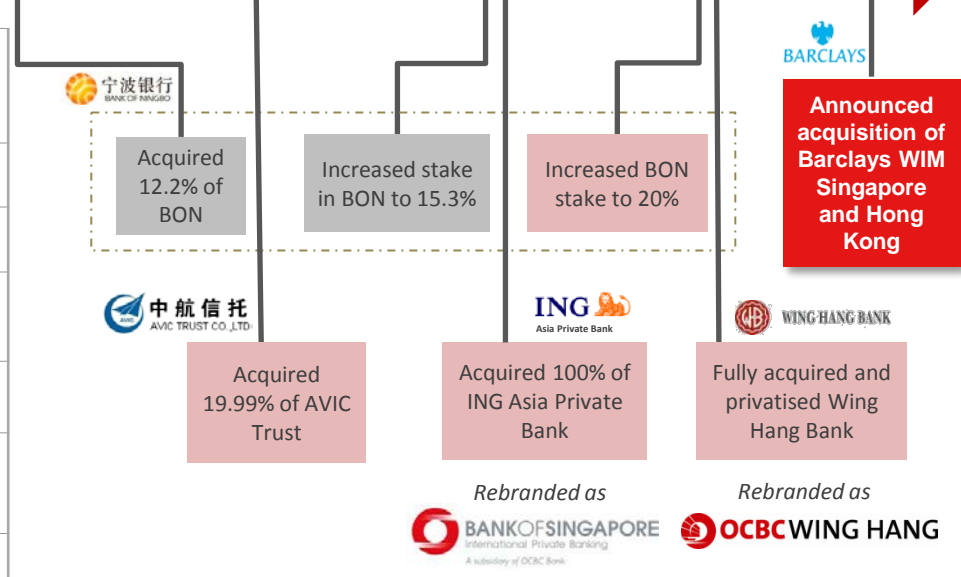 BARCLAYS
宁波银行
BANK OF NINGBO
Acquired
12.2% of
BON
Increased stake
in BON to 15.3%
Increased BON
stake to 20%
Announced
acquisition of
Barclays WIM
Singapore
and Hong
Kong
中航信托
AVIC
AVIC TRUST CO.,LTD
ING
Asia Private Bank
WHB
WING HANG BANK
Acquired
19.99% of AVIC
Trust
Acquired 100% of
ING Asia Private
Bank
Fully acquired and
privatised Wing
Hang Bank
Rebranded as
Rebranded as
BANKOFSINGAPORE
International Private Banking
A subsidiary of OCBC Bank
OCBC WING HANG